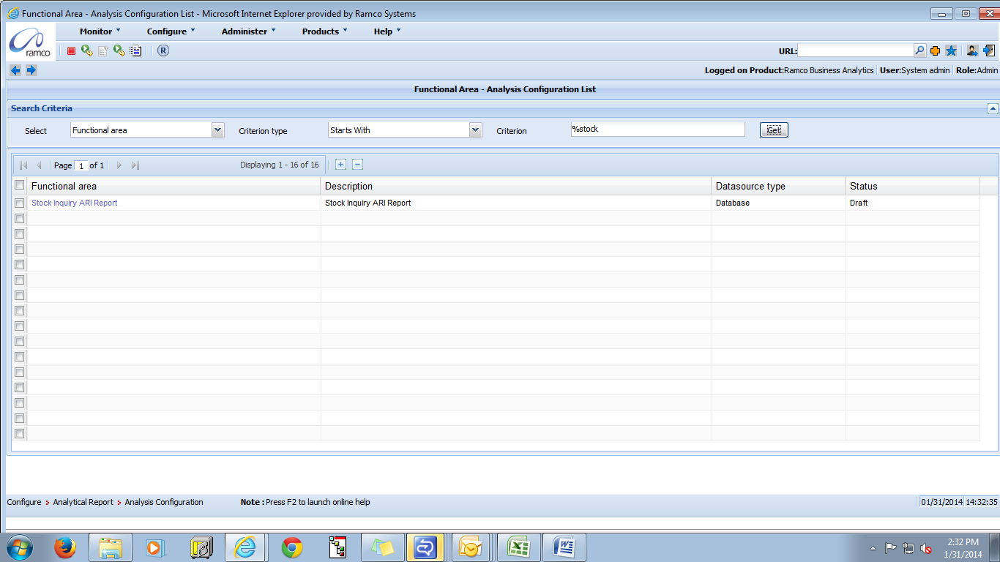 Functional Area - Analysis Configuration List - Microsoft Internet Explorer provided by Ramco Systems
ramco
Monitor Configure Administer Products Help
R URL:
Logged on Product:Ramco Business Analytics User:System admin Role:Admin
Functional Area - Analysis Configuration List
Search Criteria
Select Functional area Criterion type Starts With Criterion %stock Get
Page 1 of 1 Displaying 1 - 16 of 16
Functional area Description Datasource type Status
Stock Inquiry ARI Report Stock Inquiry ARI Report Database Draft
Configure Analytical Report Analysis Configuration Note : Press F2 to launch online help 01/31/2014 14:32:35
2:32 PM
1/31/2014